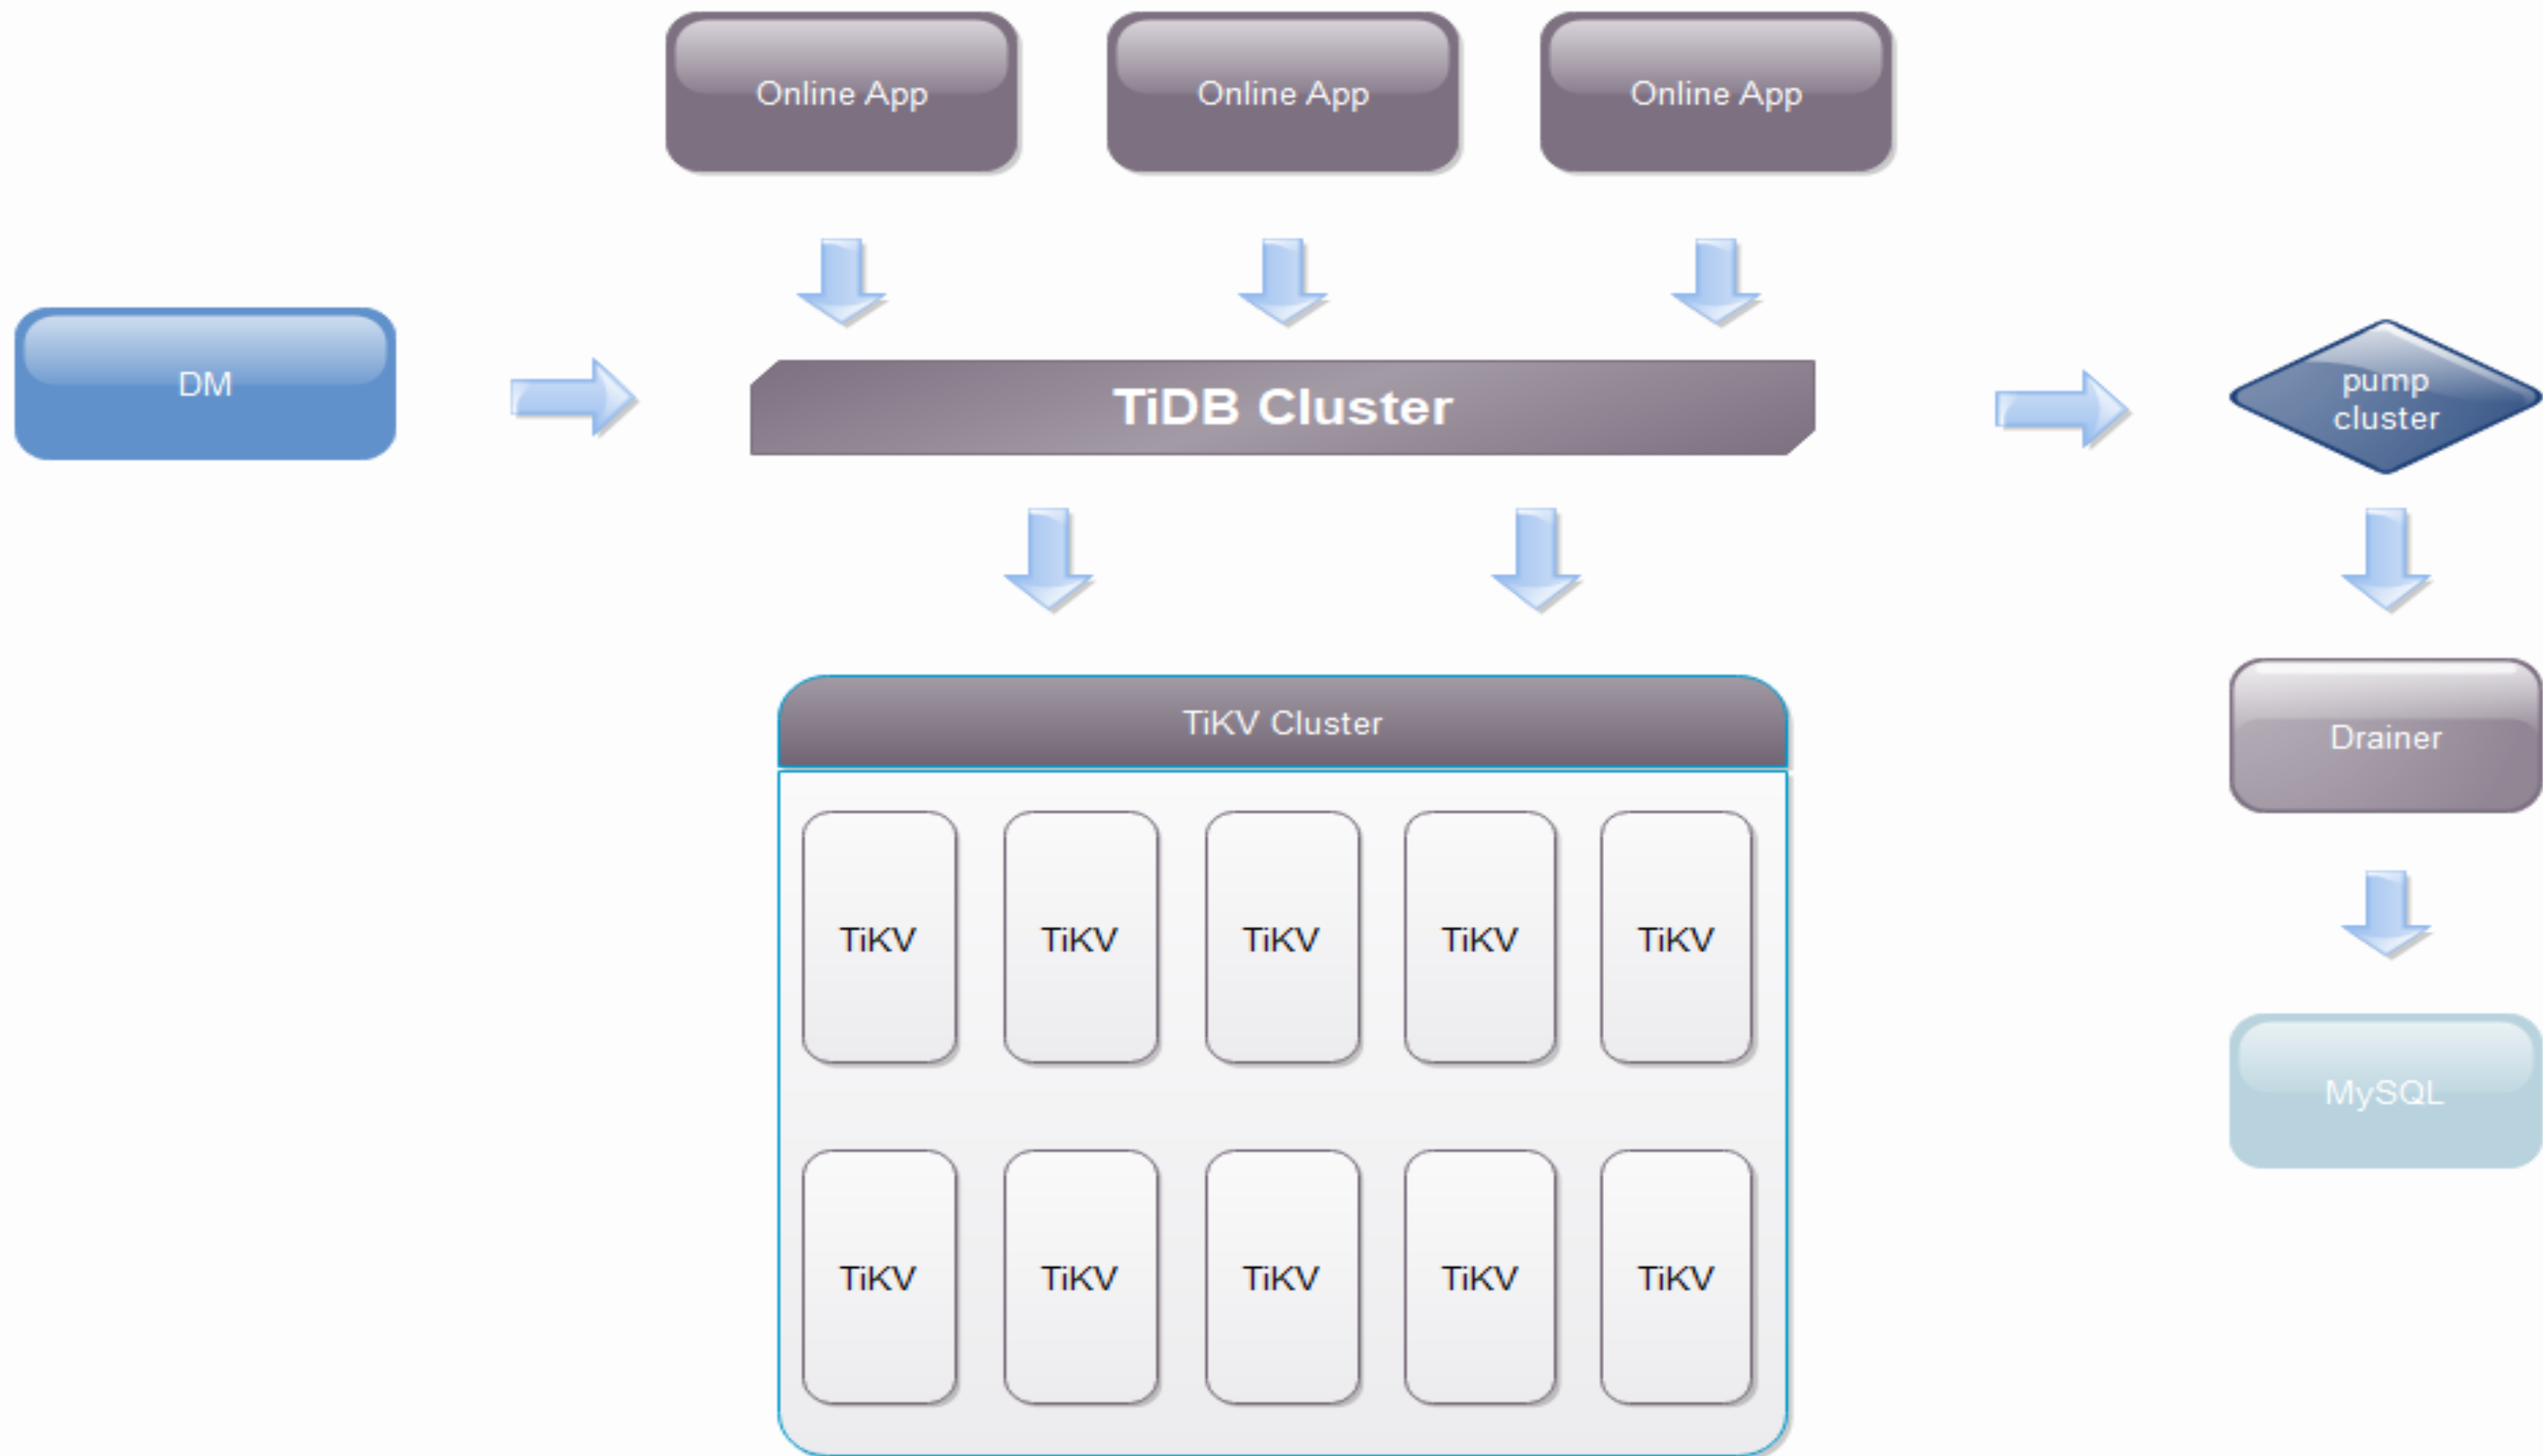 Online App
Online App
Online App
DM
TiDB Cluster
pump
cluster
TiKV Cluster
Drainer
TiKV
TiKV
TiKV
TiKV
TiKV
MySQL
TiKV
TiKV
TiKV
TiKV
TiKV